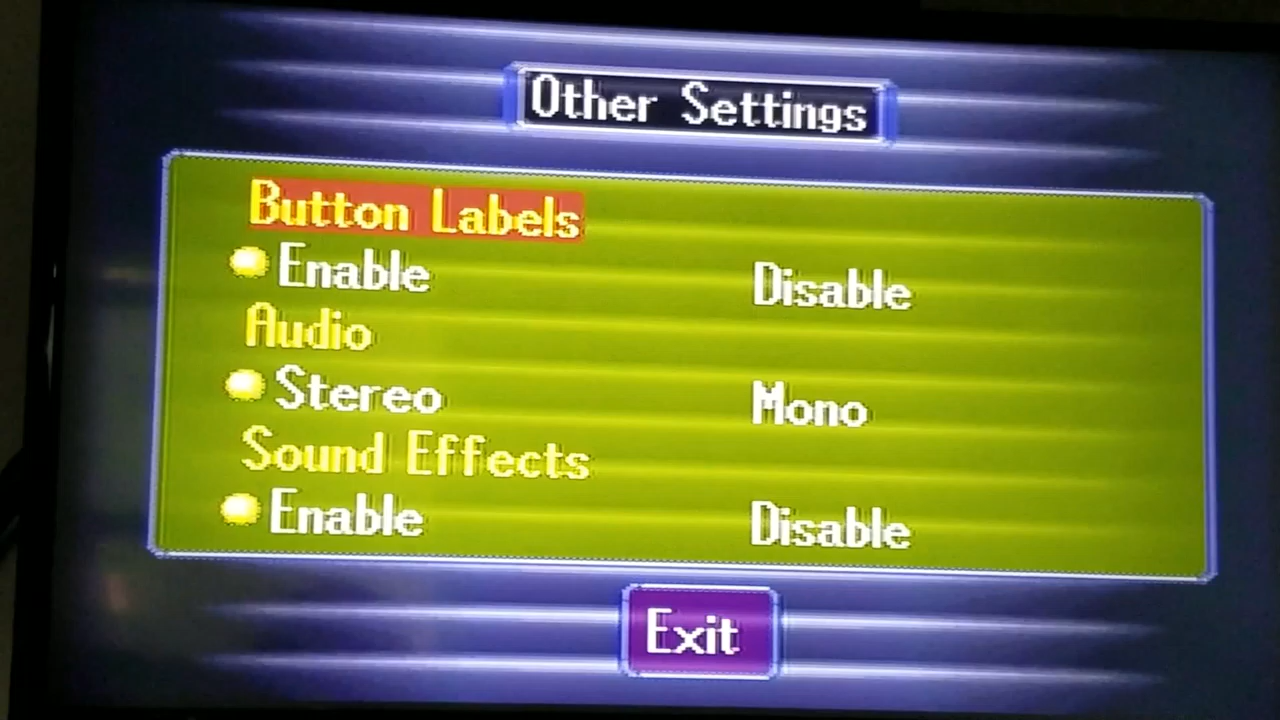 Other Settings
Button Labels
Enable Disable
Audio
Stereo Mono
Sound Effects
Enable Disable
Exit